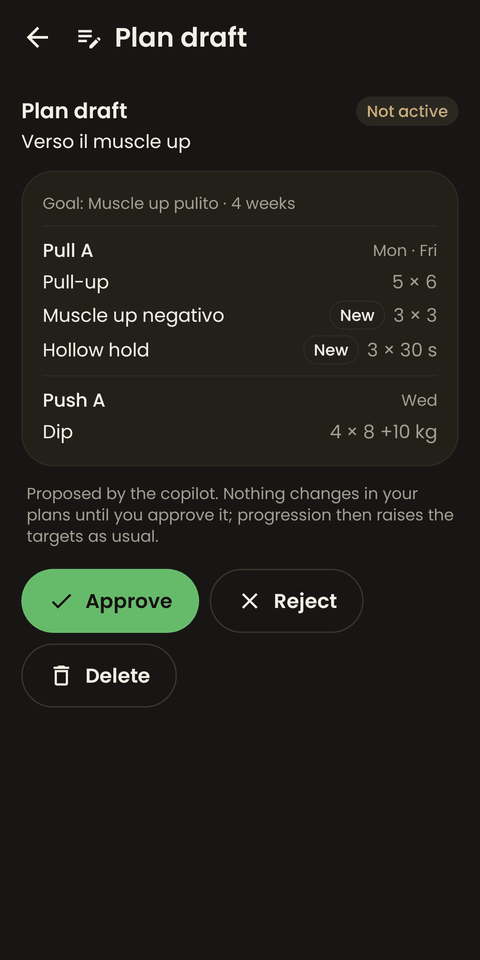 Plan draft
Plan draft
Not active
Verso il muscle up
Goal: Muscle up pulito · 4 weeks
Pull A Mon · Fri
Pull-up 5 × 6
Muscle up negativo New 3 × 3
Hollow hold New 3 × 30 s
Push A Wed
Dip 4 × 8 +10 kg
Proposed by the copilot. Nothing changes in your
plans until you approve it; progression then raises the
targets as usual.
Approve
Reject
Delete